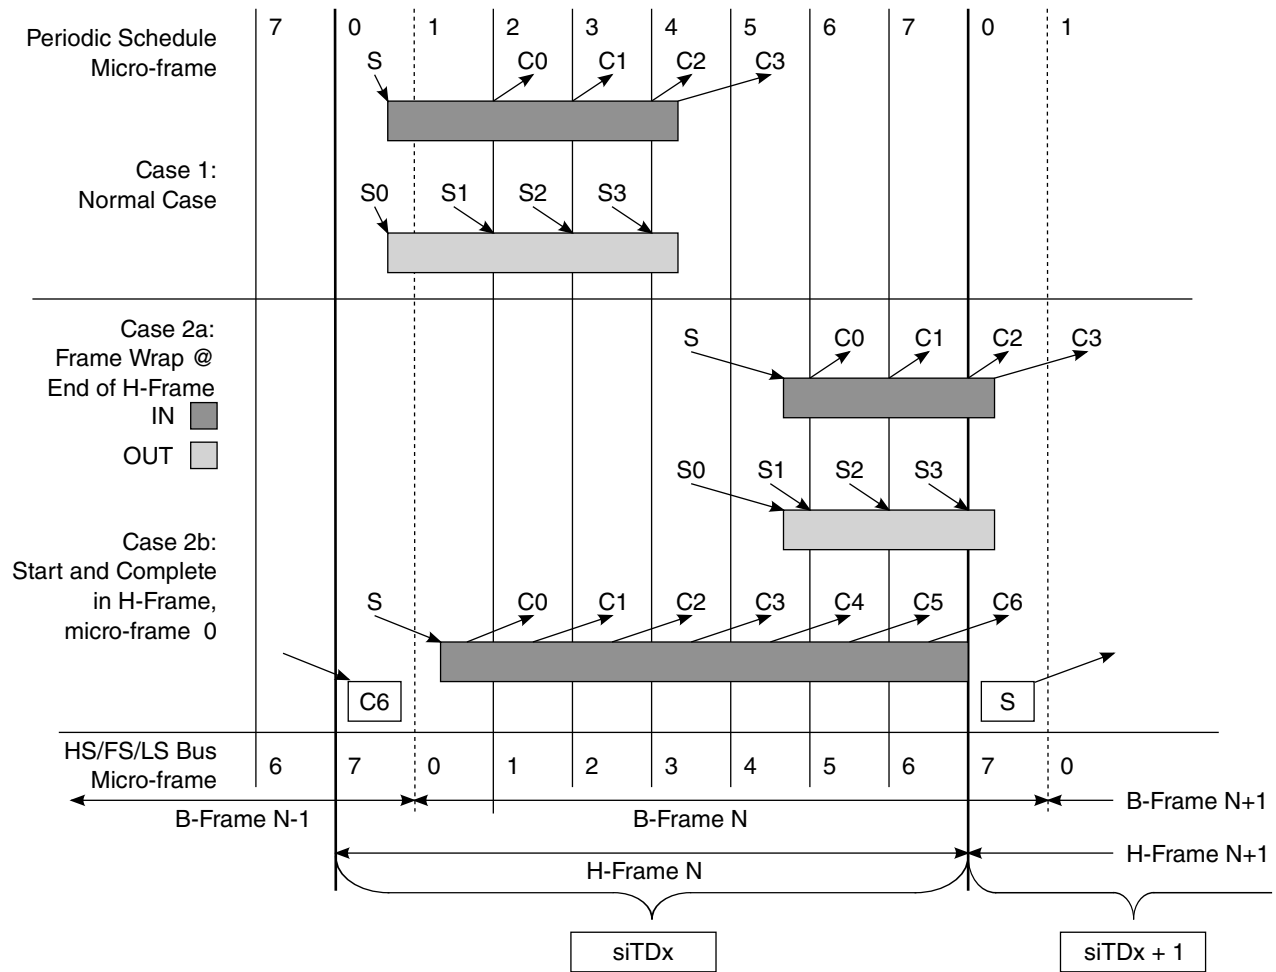 Periodic Schedule
Micro-frame
7 0 1 2 3 4 5 6 7 0 1
S C0 C1 C2 C3
Case 1:
Normal Case
S0 S1 S2 S3
Case 2a:
Frame Wrap @
End of H-Frame
S C0 C1 C2 C3
IN
OUT
S0 S1 S2 S3
Case 2b:
Start and Complete
in H-Frame,
micro-frame 0
S C0 C1 C2 C3 C4 C5 C6
C6
S
HS/FS/LS Bus
Micro-frame
6 7 0 1 2 3 4 5 6 7 0
B-Frame N-1
B-Frame N
B-Frame N+1
H-Frame N
H-Frame N+1
siTDx
siTDx + 1